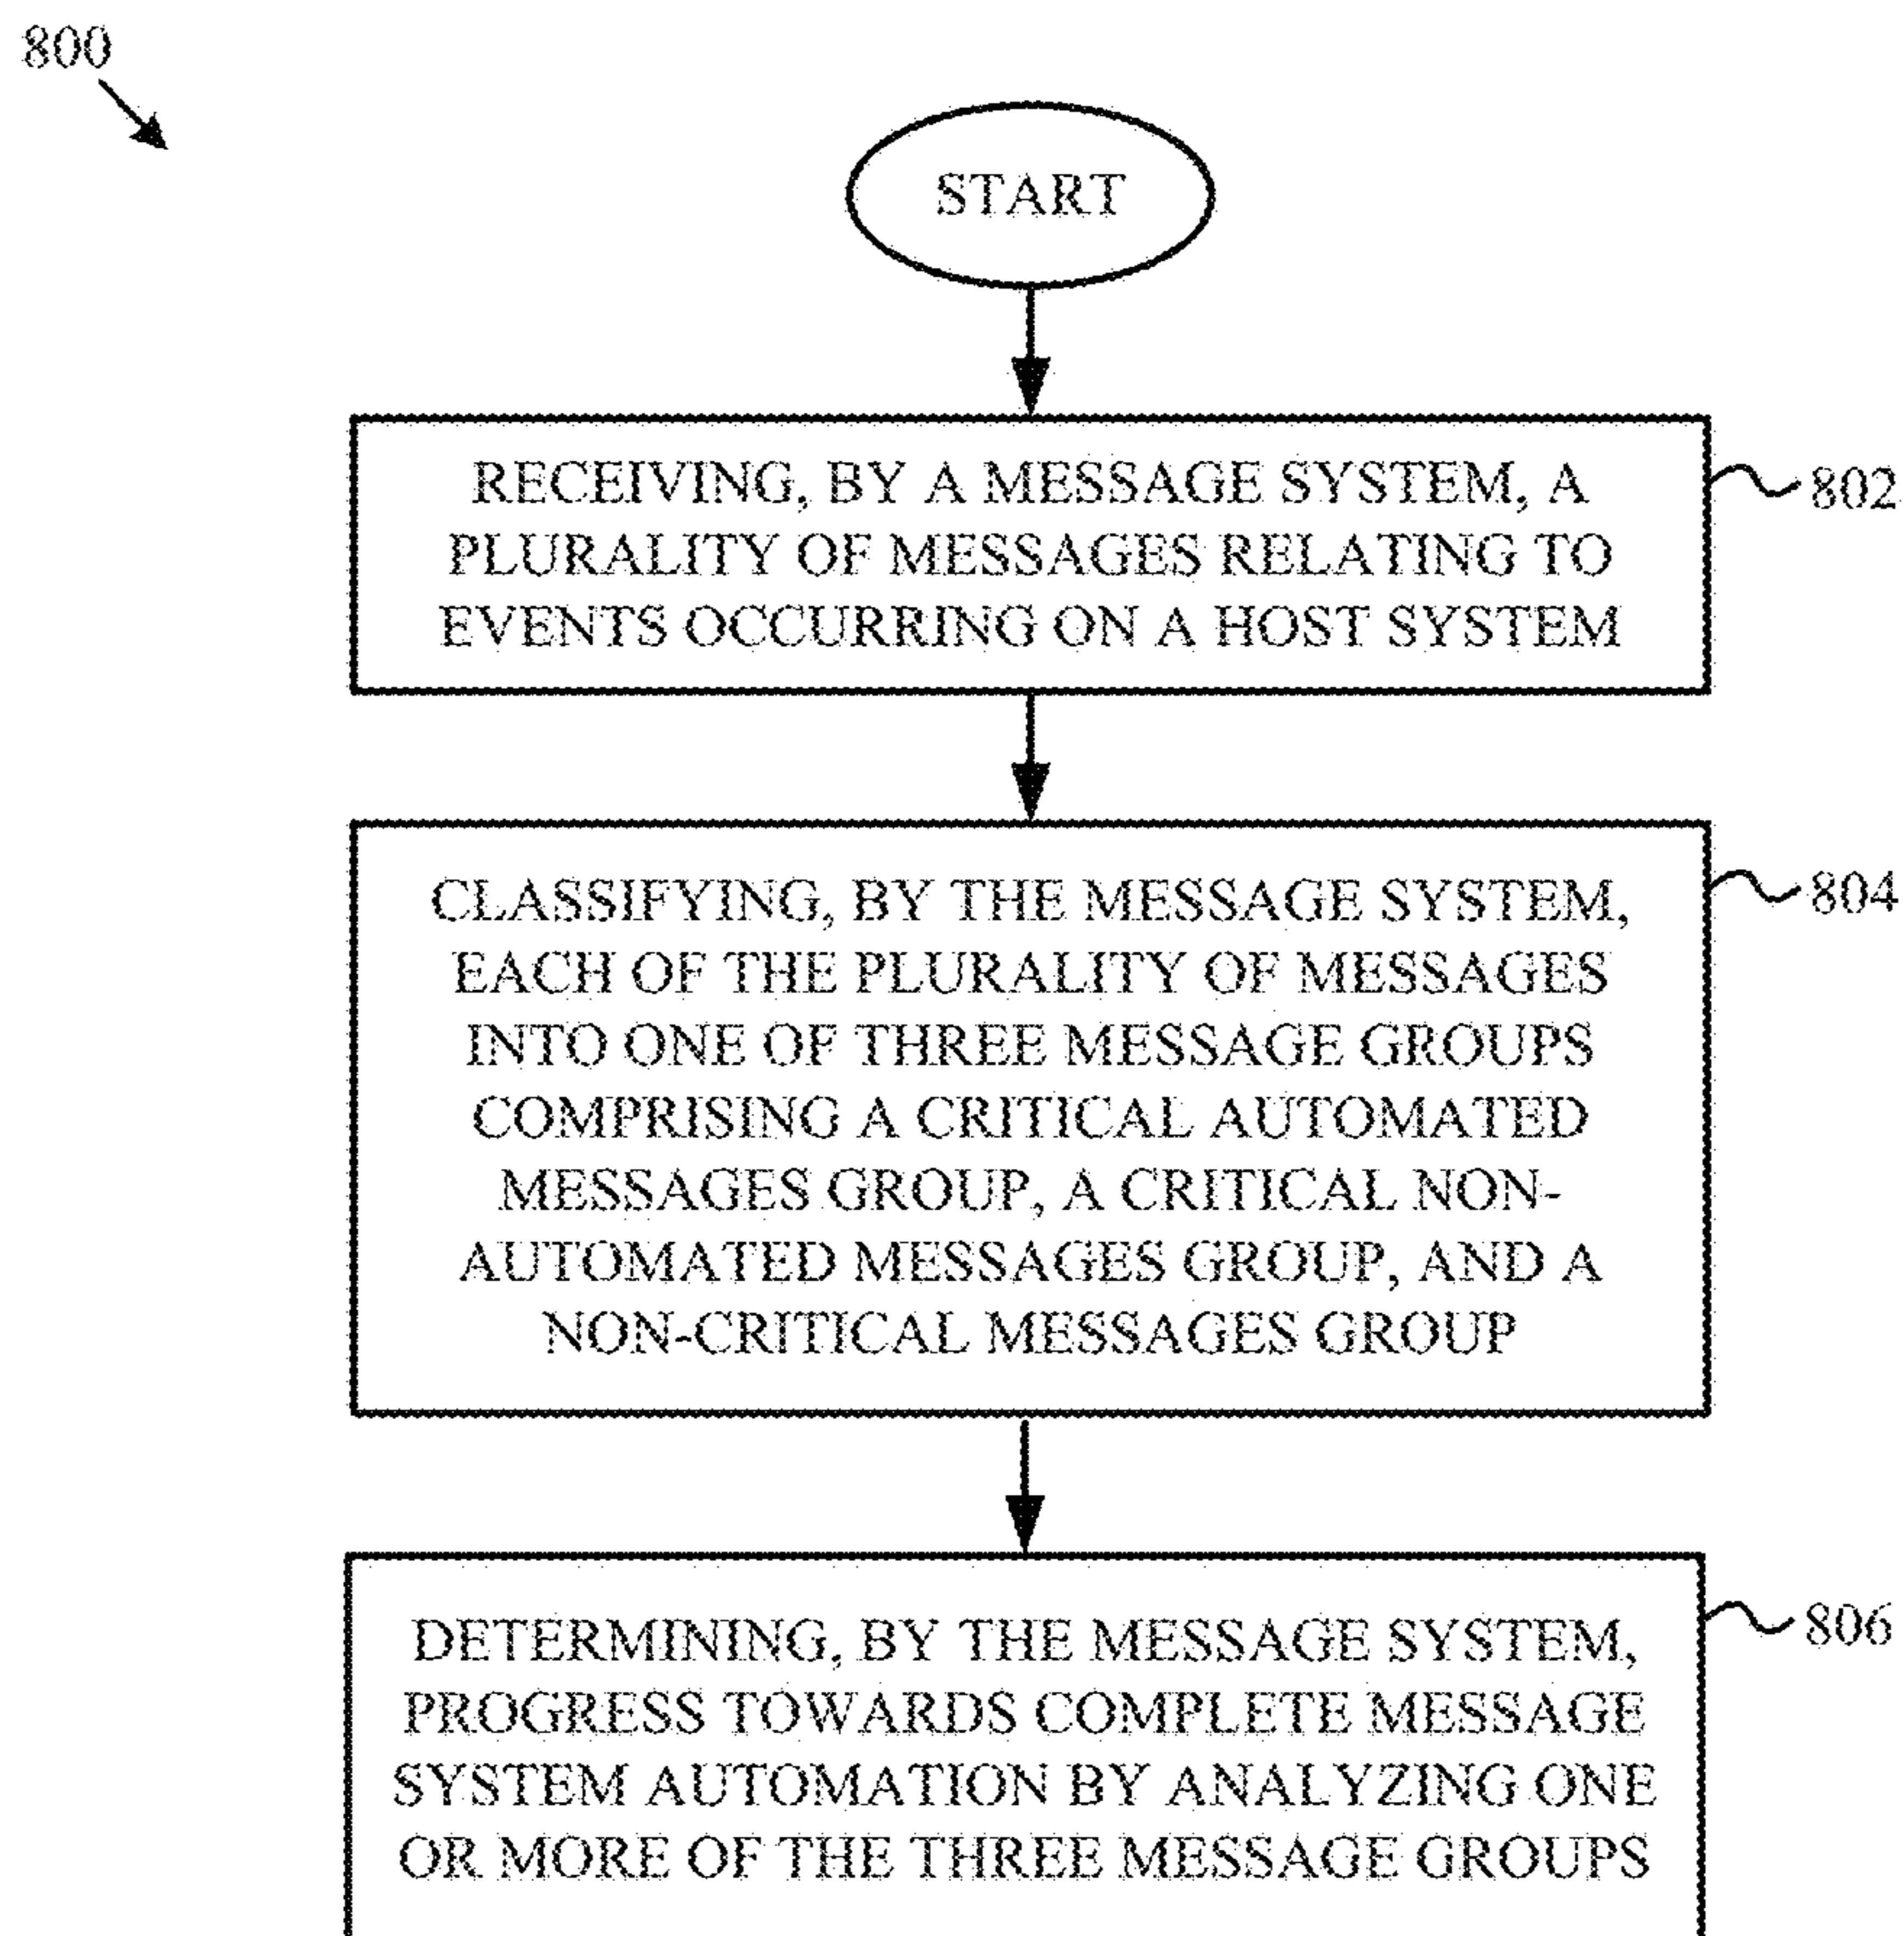 800
START
RECEIVING, BY A MESSAGE SYSTEM, A
PLURALITY OF MESSAGES RELATING TO
EVENTS OCCURRING ON A HOST SYSTEM
802
CLASSIFYING, BY THE MESSAGE SYSTEM,
EACH OF THE PLURALITY OF MESSAGES
INTO ONE OF THREE MESSAGE GROUPS
COMPRISING A CRITICAL AUTOMATED
MESSAGES GROUP, A CRITICAL NON-
AUTOMATED MESSAGES GROUP, AND A
NON-CRITICAL MESSAGES GROUP
804
DETERMINING, BY THE MESSAGE SYSTEM,
PROGRESS TOWARDS COMPLETE MESSAGE
SYSTEM AUTOMATION BY ANALYZING ONE
OR MORE OF THE THREE MESSAGE GROUPS
806